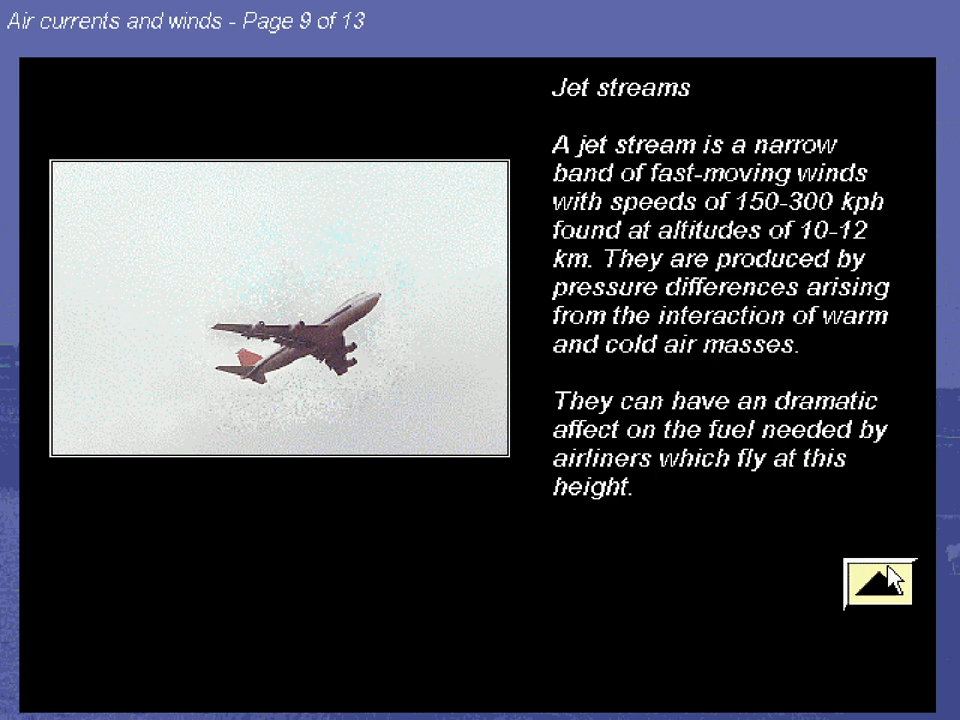 Air currents and winds - Page 9 of 13
Jet streams
A jet stream is a narrow
band of fast-moving winds
with speeds of 150-300 kph
found at altitudes of 10-12
km. They are produced by
pressure differences arising
from the interaction of warm
and cold air masses.
They can have an dramatic
affect on the fuel needed by
airliners which fly at this
height.